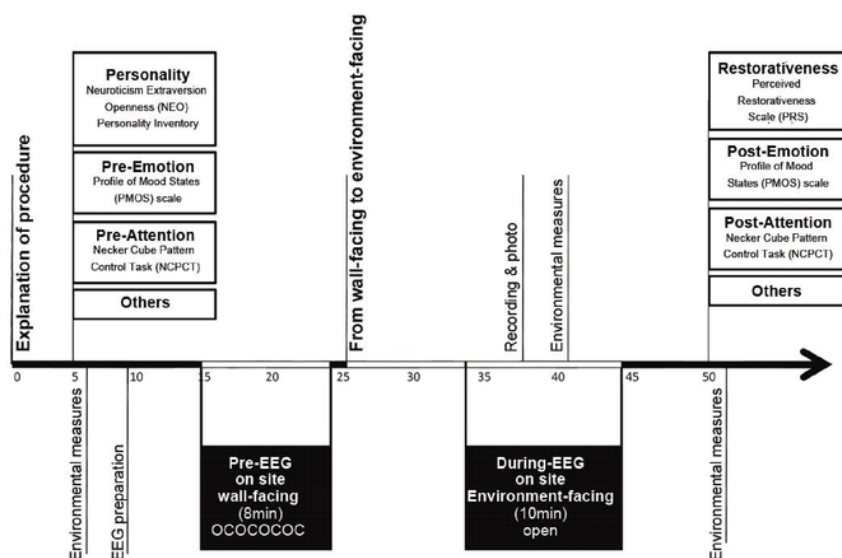 Personality
Neuroticism Extraversion
Openness (NEO)
Personality Inventory
Pre-Emotion
Profile of Mood States
(PMOS) scale
Pre-Attention
Necker Cube Pattern
Control Task (NCPCT)
Others
Explanation of procedure
From wall-facing to environment-facing
Recording & photo
Environmental measures
Restorativeness
Perceived
Restorativeness
Scale (PRS)
Post-Emotion
Profile of Mood
States (PMOS) scale
Post-Attention
Necker Cube Pattern
Control Task (NCPCT)
Others
0 5 10 15 20 25 30 35 40 45 50
Environmental measures
EEG preparation
Pre-EEG
on site
wall-facing
(8min)
OCOCOCOC
During-EEG
on site
Environment-facing
(10min)
open
Environmental measures